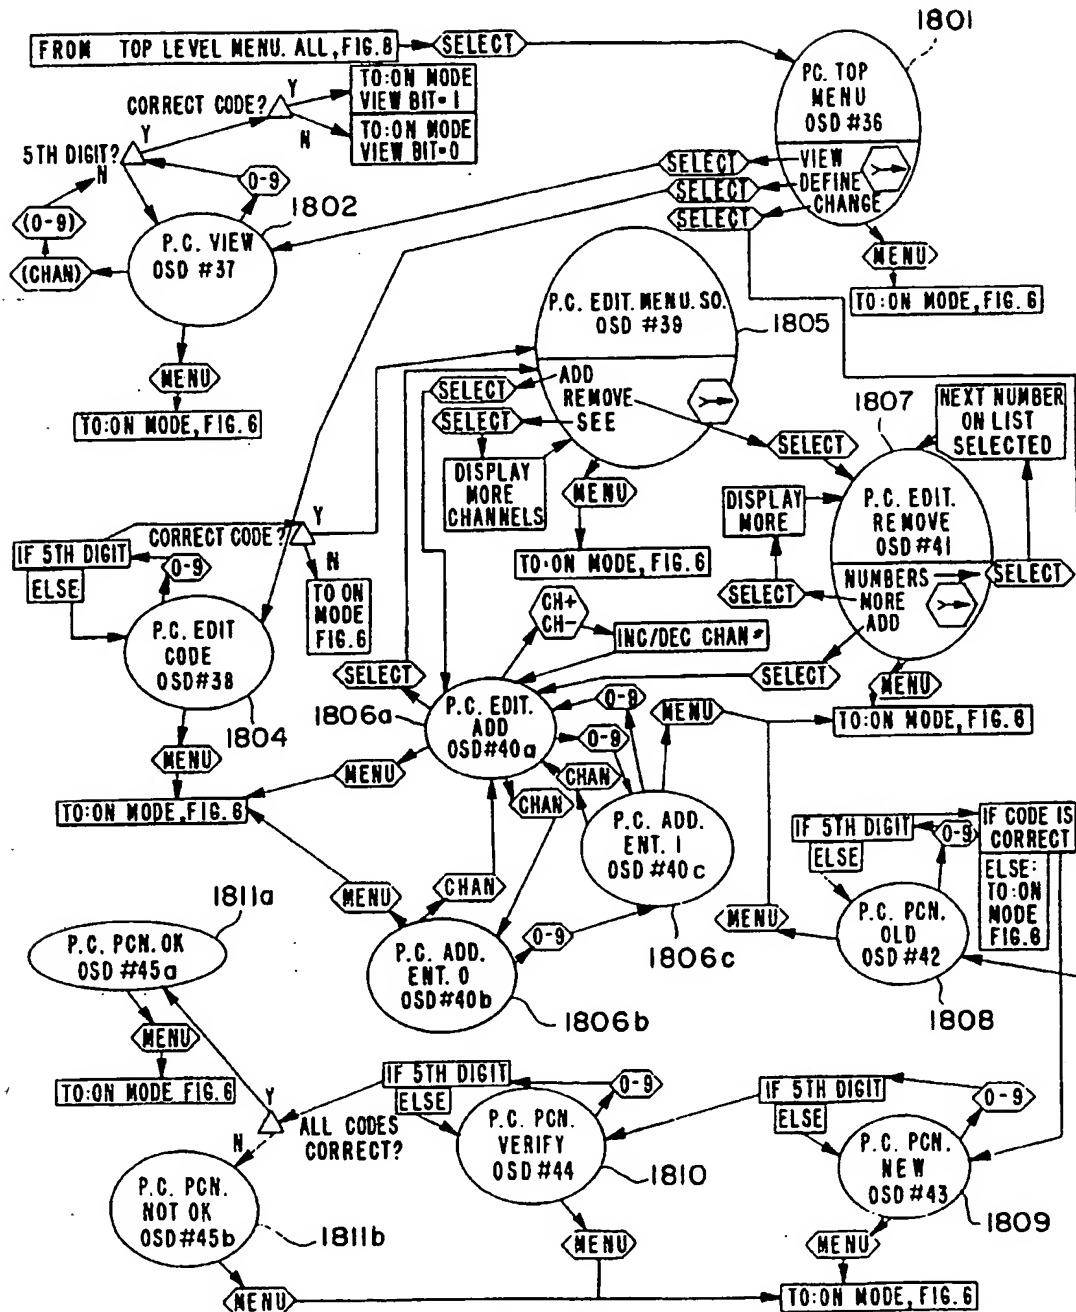 1801
FROM TOP LEVEL MENU. ALL, FIG.8
SELECT
PC. TOP
MENU
OSD #36
VIEW
DEFINE
CHANGE
SELECT
SELECT
SELECT
MENU
TO:ON MODE, FIG. 6
Y
CORRECT CODE?
N
TO:ON MODE
VIEW BIT=1
TO:ON MODE
VIEW BIT=0
Y
5TH DIGIT?
N
0-9
(0-9)
(CHAN)
1802
P.C. VIEW
OSD #37
MENU
TO:ON MODE, FIG. 6
P.C. EDIT. MENU. SO.
OSD #39
1805
ADD
REMOVE
SEE
SELECT
SELECT
DISPLAY
MORE
CHANNELS
MENU
TO:ON MODE, FIG. 6
SELECT
1807
NEXT NUMBER
ON LIST
SELECTED
DISPLAY
MORE
P.C. EDIT.
REMOVE
OSD #41
NUMBERS
MORE
ADD
SELECT
SELECT
SELECT
MENU
TO:ON MODE, FIG. 6
CORRECT CODE?
Y
N
IF 5TH DIGIT
ELSE
0-9
TO ON
MODE
FIG.6
P.C. EDIT
CODE
OSD#38
1804
MENU
TO:ON MODE, FIG. 6
CH+
CH-
INC/DEC CHAN #
SELECT
1806a
P.C. EDIT.
ADD
OSD#40a
0-9
0-9
MENU
MENU
CHAN
CHAN
P.C. ADD.
ENT. 1
OSD #40c
1806c
MENU
CHAN
0-9
P.C. ADD.
ENT. 0
OSD#40b
1806b
IF 5TH DIGIT
ELSE
0-9
IF CODE IS
CORRECT
ELSE:
TO:ON
MODE
FIG.6
MENU
P.C. PCN.
OLD
OSD #42
1808
1811a
P.C. PCN. OK
OSD #45a
MENU
TO:ON MODE FIG. 6
Y
N
ALL CODES
CORRECT?
IF 5TH DIGIT
ELSE
0-9
P.C. PCN.
VERIFY
OSD #44
1810
IF 5TH DIGIT
ELSE
0-9
P.C. PCN.
NEW
OSD #43
1809
P.C. PCN.
NOT OK
OSD #45b
1811b
MENU
MENU
MENU
TO:ON MODE, FIG. 6